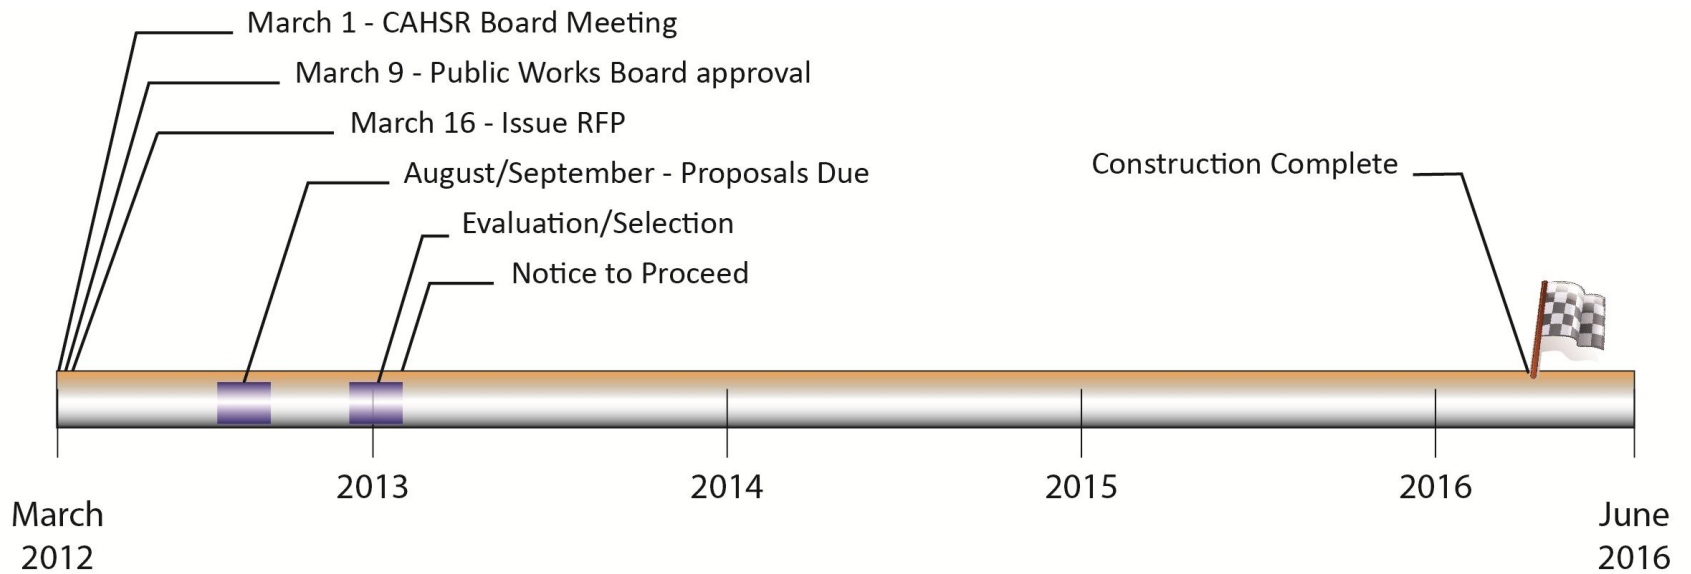 March 1 - CAHSR Board Meeting
March 9 - Public Works Board approval
March 16 - Issue RFP
August/September - Proposals Due
Construction Complete
Evaluation/Selection
Notice to Proceed
2013
2014
2015
2016
March
2012
June
2016